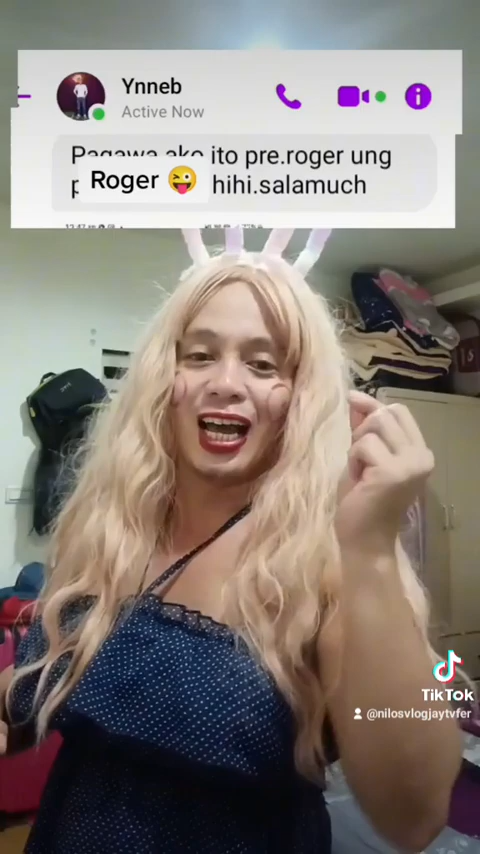 Ynneb
Active Now
Pagawa ako ito pre.roger ung
Roger 😜 hihi.salamuch
TikTok
@nilosvlogjaytvfer